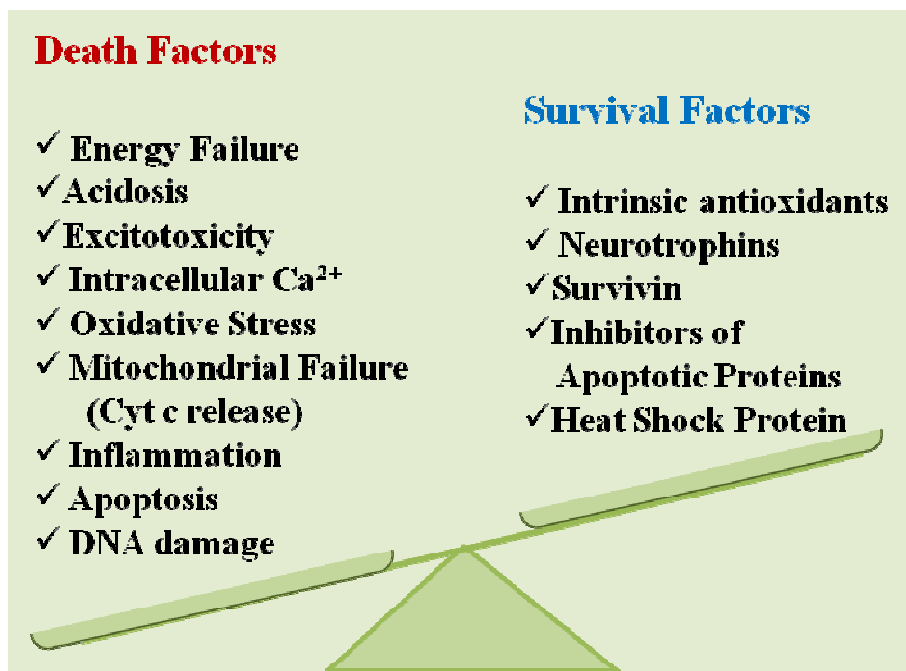 Death Factors
✓ Energy Failure
✓ Acidosis
✓ Excitotoxicity
✓ Intracellular Ca²⁺
✓ Oxidative Stress
✓ Mitochondrial Failure
(Cyt c release)
✓ Inflammation
✓ Apoptosis
✓ DNA damage
Survival Factors
✓ Intrinsic antioxidants
✓ Neurotrophins
✓ Survivin
✓ Inhibitors of
Apoptotic Proteins
✓ Heat Shock Protein